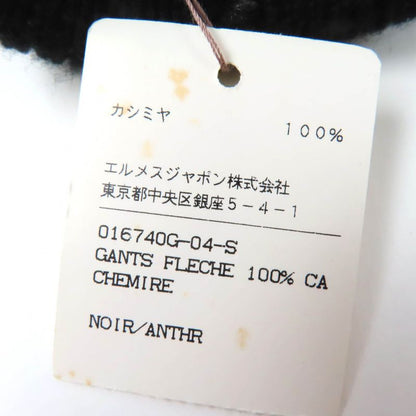 カシミヤ 100%
エルメスジャポン株式会社
東京都中央区銀座5-4-1
016740G-04-S
GANTS FLECHE 100% CA
CHEMIRE
NOIR/ANTHR